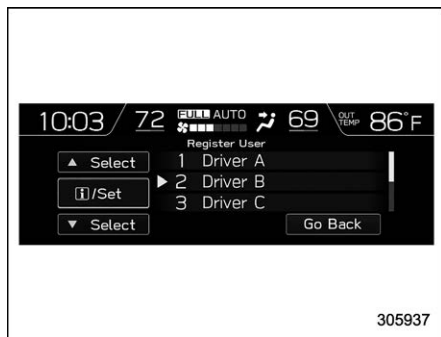 10:03 72 FULL AUTO 69 OUT TEMP 86°F
Register User
▲ Select
1 Driver A
i/Set
▶ 2 Driver B
3 Driver C
▼ Select
Go Back
305937